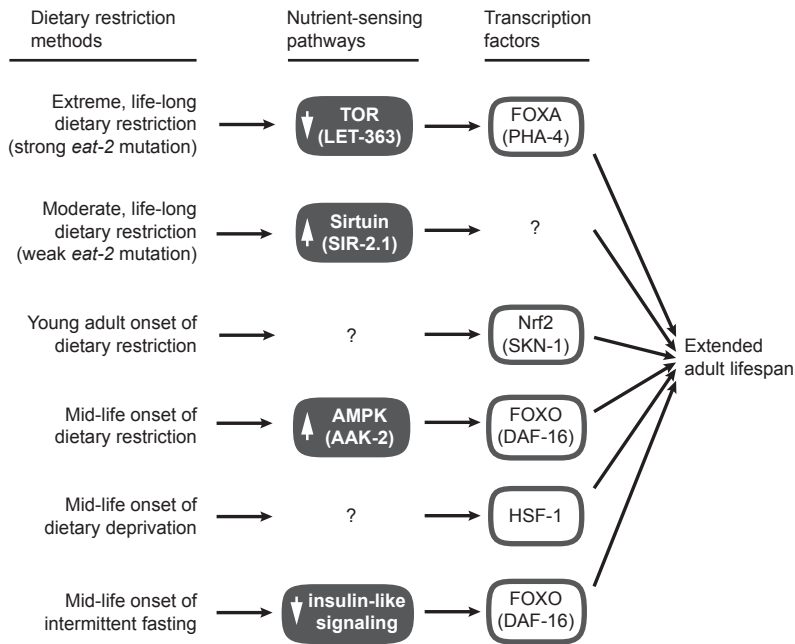 Dietary restriction
methods
Nutrient-sensing
pathways
Transcription
factors
Extreme, life-long
dietary restriction
(strong eat-2 mutation)
TOR
(LET-363)
FOXA
(PHA-4)
Moderate, life-long
dietary restriction
(weak eat-2 mutation)
Sirtuin
(SIR-2.1)
?
Young adult onset of
dietary restriction
?
Nrf2
(SKN-1)
Extended
adult lifespan
Mid-life onset of
dietary restriction
AMPK
(AAK-2)
FOXO
(DAF-16)
Mid-life onset of
dietary deprivation
?
HSF-1
Mid-life onset of
intermittent fasting
insulin-like
signaling
FOXO
(DAF-16)